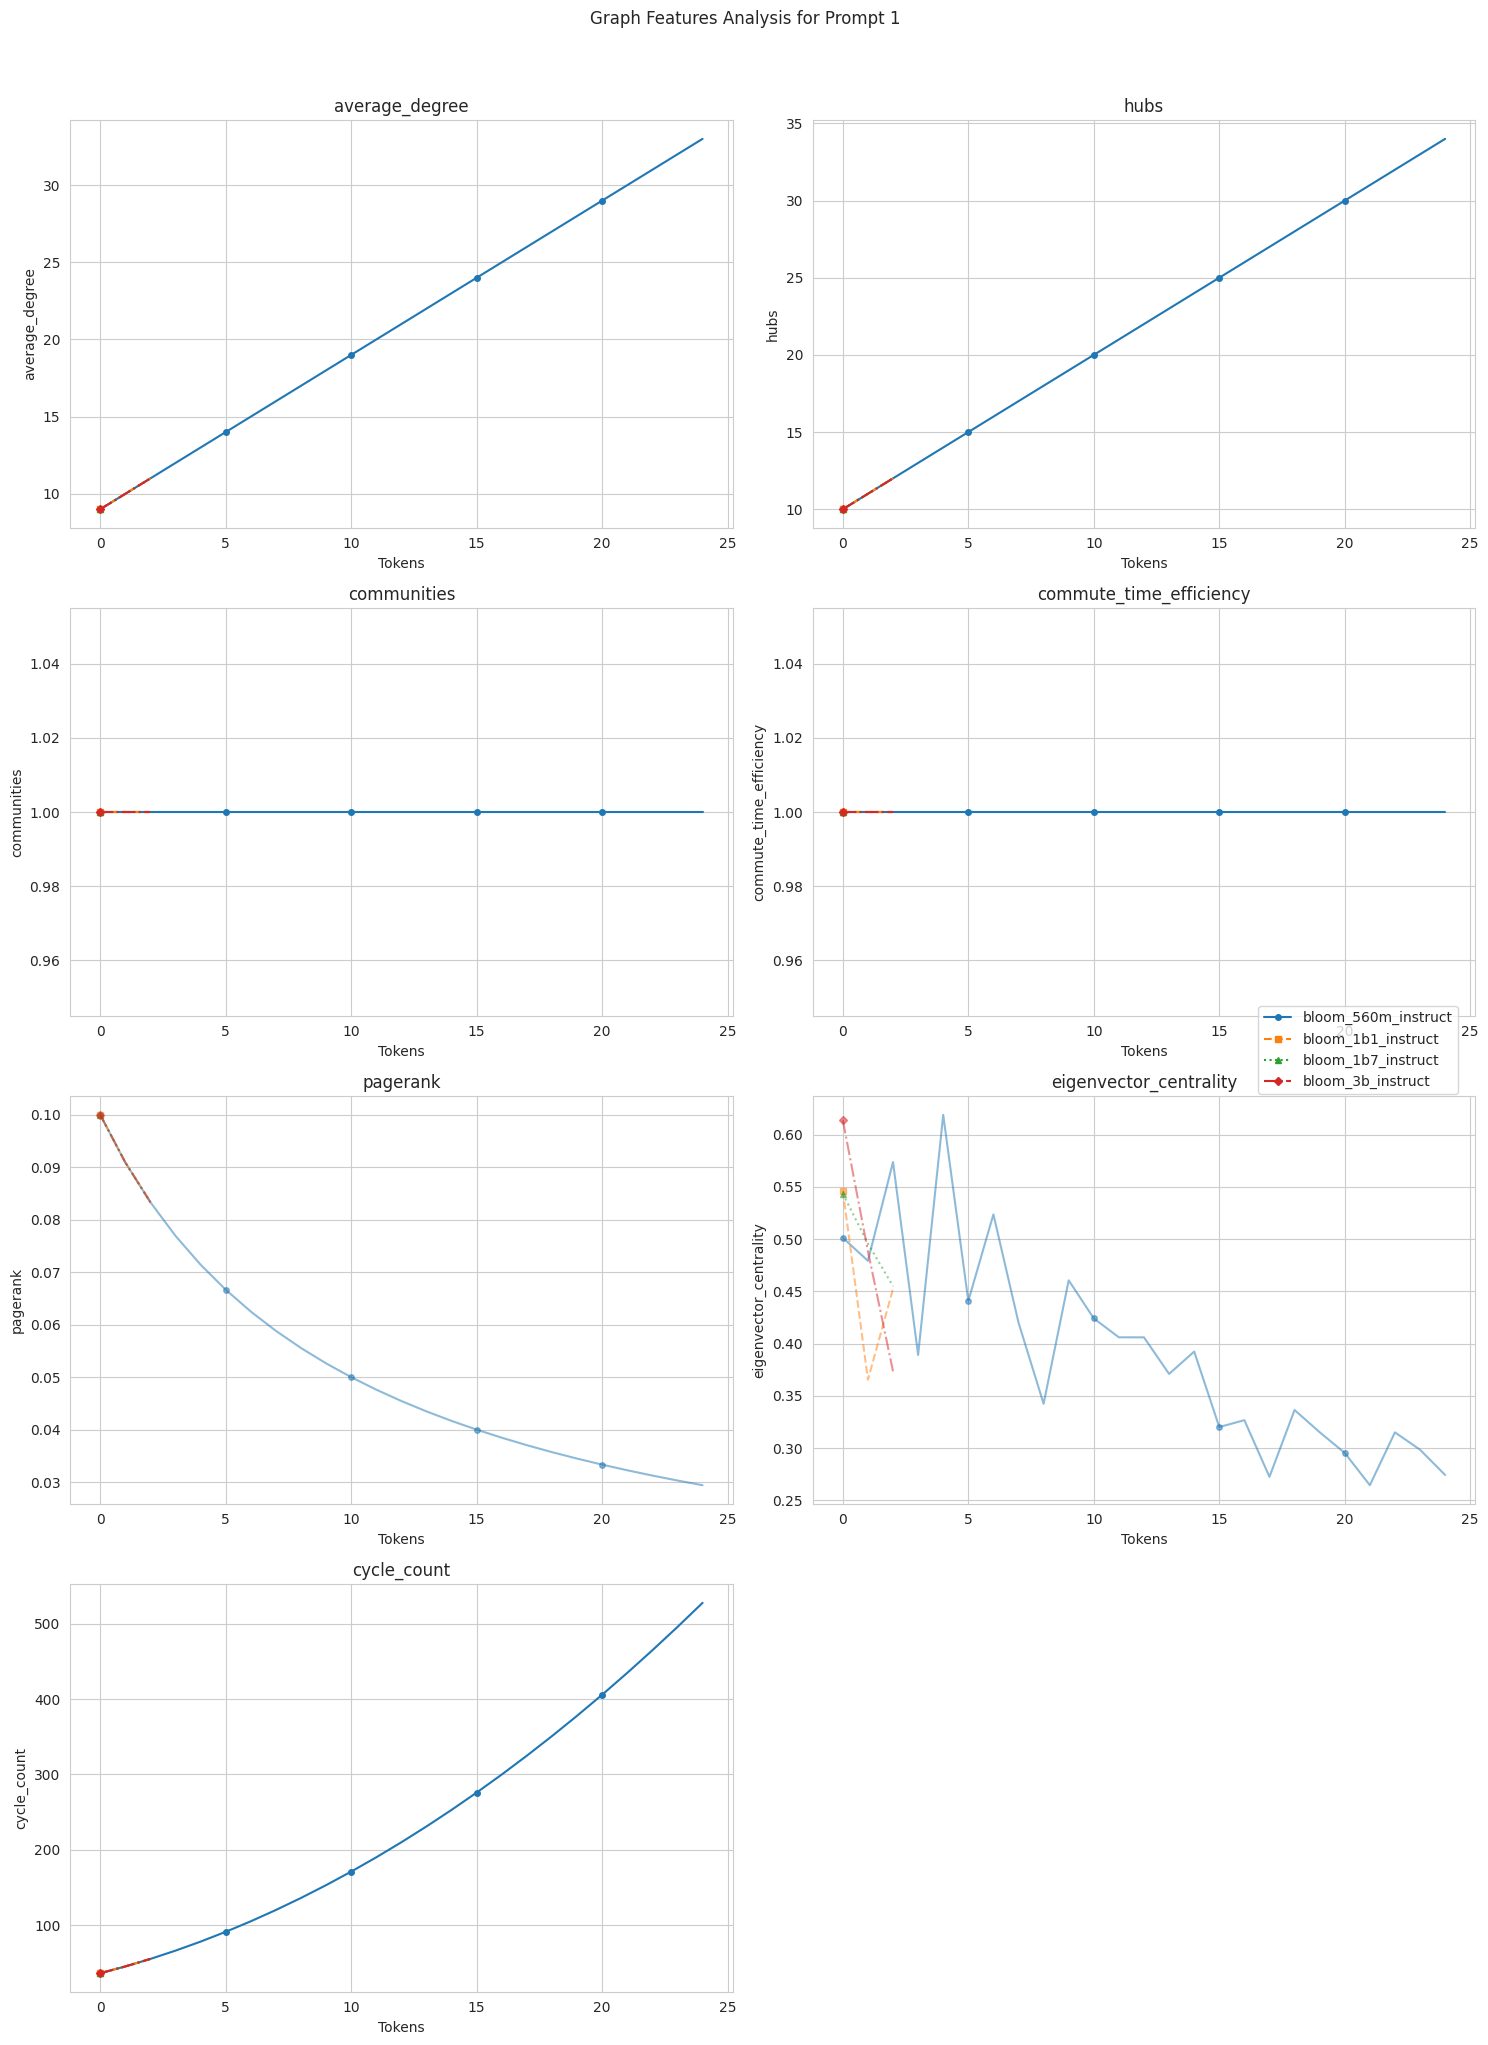 Graph Features Analysis for Prompt 1
average_degree
hubs
average_degree
30
25
20
15
10
0 5 10 15 20 25
Tokens
hubs
35
30
25
20
15
10
0 5 10 15 20 25
Tokens
communities
commute_time_efficiency
communities
1.04
1.02
1.00
0.98
0.96
0 5 10 15 20 25
Tokens
commute_time_efficiency
1.04
1.02
1.00
0.98
0.96
0 5 10 15 20 25
Tokens
bloom_560m_instruct
bloom_1b1_instruct
bloom_1b7_instruct
bloom_3b_instruct
pagerank
eigenvector_centrality
pagerank
0.10
0.09
0.08
0.07
0.06
0.05
0.04
0.03
0 5 10 15 20 25
Tokens
eigenvector_centrality
0.60
0.55
0.50
0.45
0.40
0.35
0.30
0.25
0 5 10 15 20 25
Tokens
cycle_count
cycle_count
500
400
300
200
100
0 5 10 15 20 25
Tokens